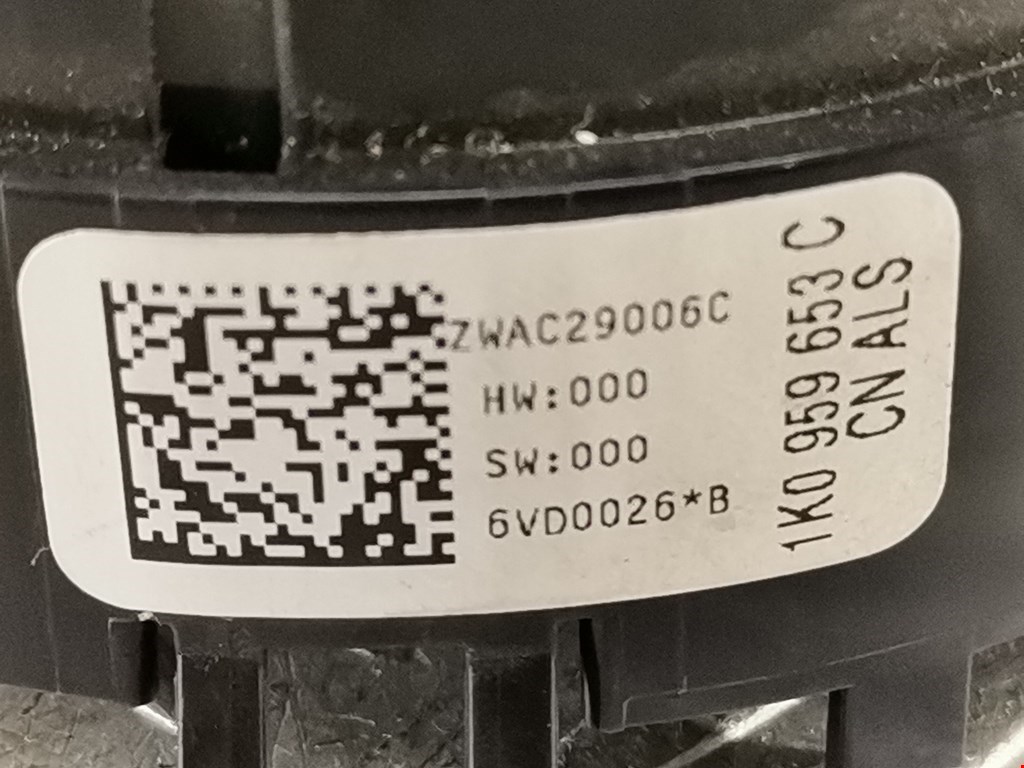 ZWAC29006C
HW:000
SW:000
6VD0026*B
1K0 959 653 C
CN ALS